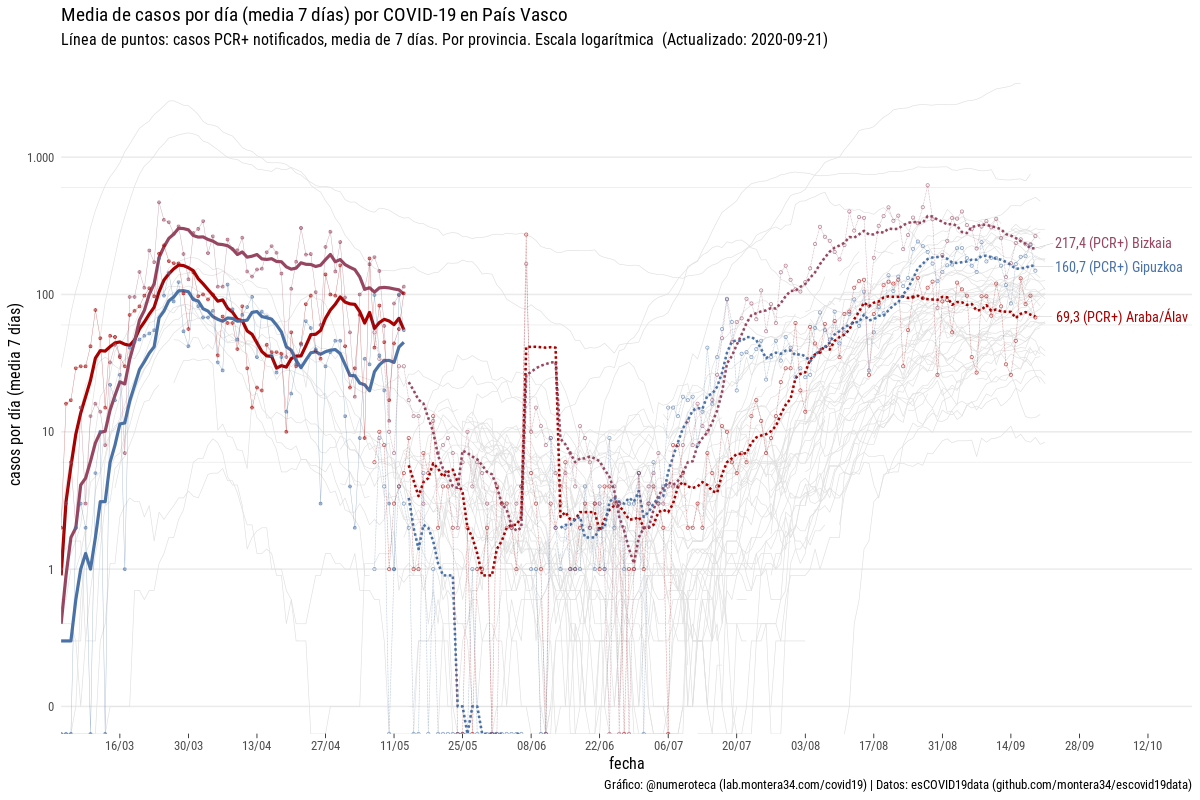 Media de casos por día (media 7 días) por COVID-19 en País Vasco
Línea de puntos: casos PCR+ notificados, media de 7 días. Por provincia. Escala logarítmica (Actualizado: 2020-09-21)
1.000
100
10
1
0
casos por día (media 7 días)
217,4 (PCR+) Bizkaia
160,7 (PCR+) Gipuzkoa
69,3 (PCR+) Araba/Álav
16/03 30/03 13/04 27/04 11/05 25/05 08/06 22/06 06/07 20/07 03/08 17/08 31/08 14/09 28/09 12/10
fecha
Gráfico: @numeroteca (lab.montera34.com/covid19) | Datos: esCOVID19data (github.com/montera34/escovid19data)